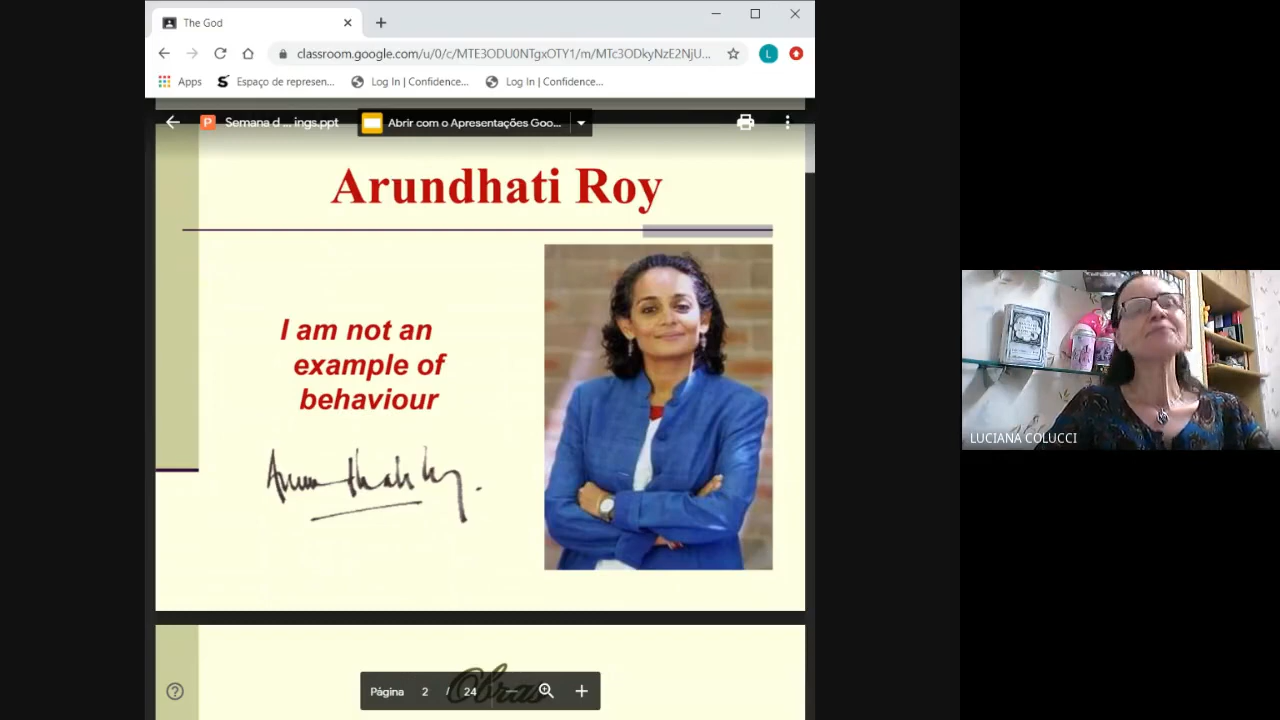 The God
classroom.google.com/u/0/c/MTE3ODU0NTgxOTY1/m/MTc3ODkyNzE2NjU...
L
Apps
Espaço de represen...
Log In | Confidence...
Log In | Confidence...
P
Semana d ... ings.ppt
Abrir com o Apresentações Goo...
Arundhati Roy
I am not an
example of
behaviour
LUCIANA COLUCCI
Obras
Página 2 / 24